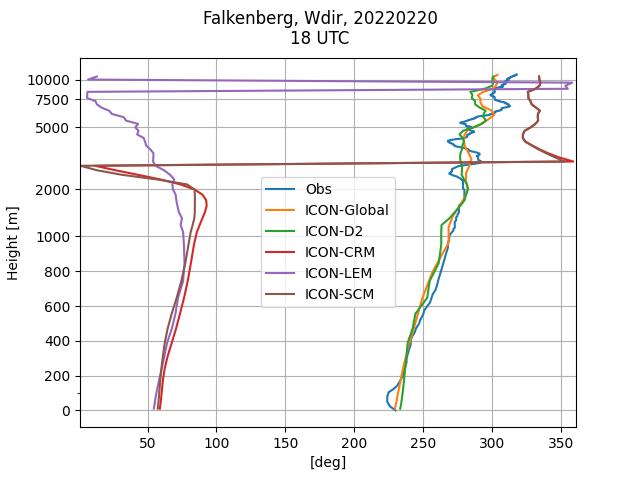 Falkenberg, Wdir, 20220220
18 UTC
Height [m]
10000
7500
5000
2000
1000
800
600
400
200
0
Obs
ICON-Global
ICON-D2
ICON-CRM
ICON-LEM
ICON-SCM
50
100
150
200
250
300
350
[deg]